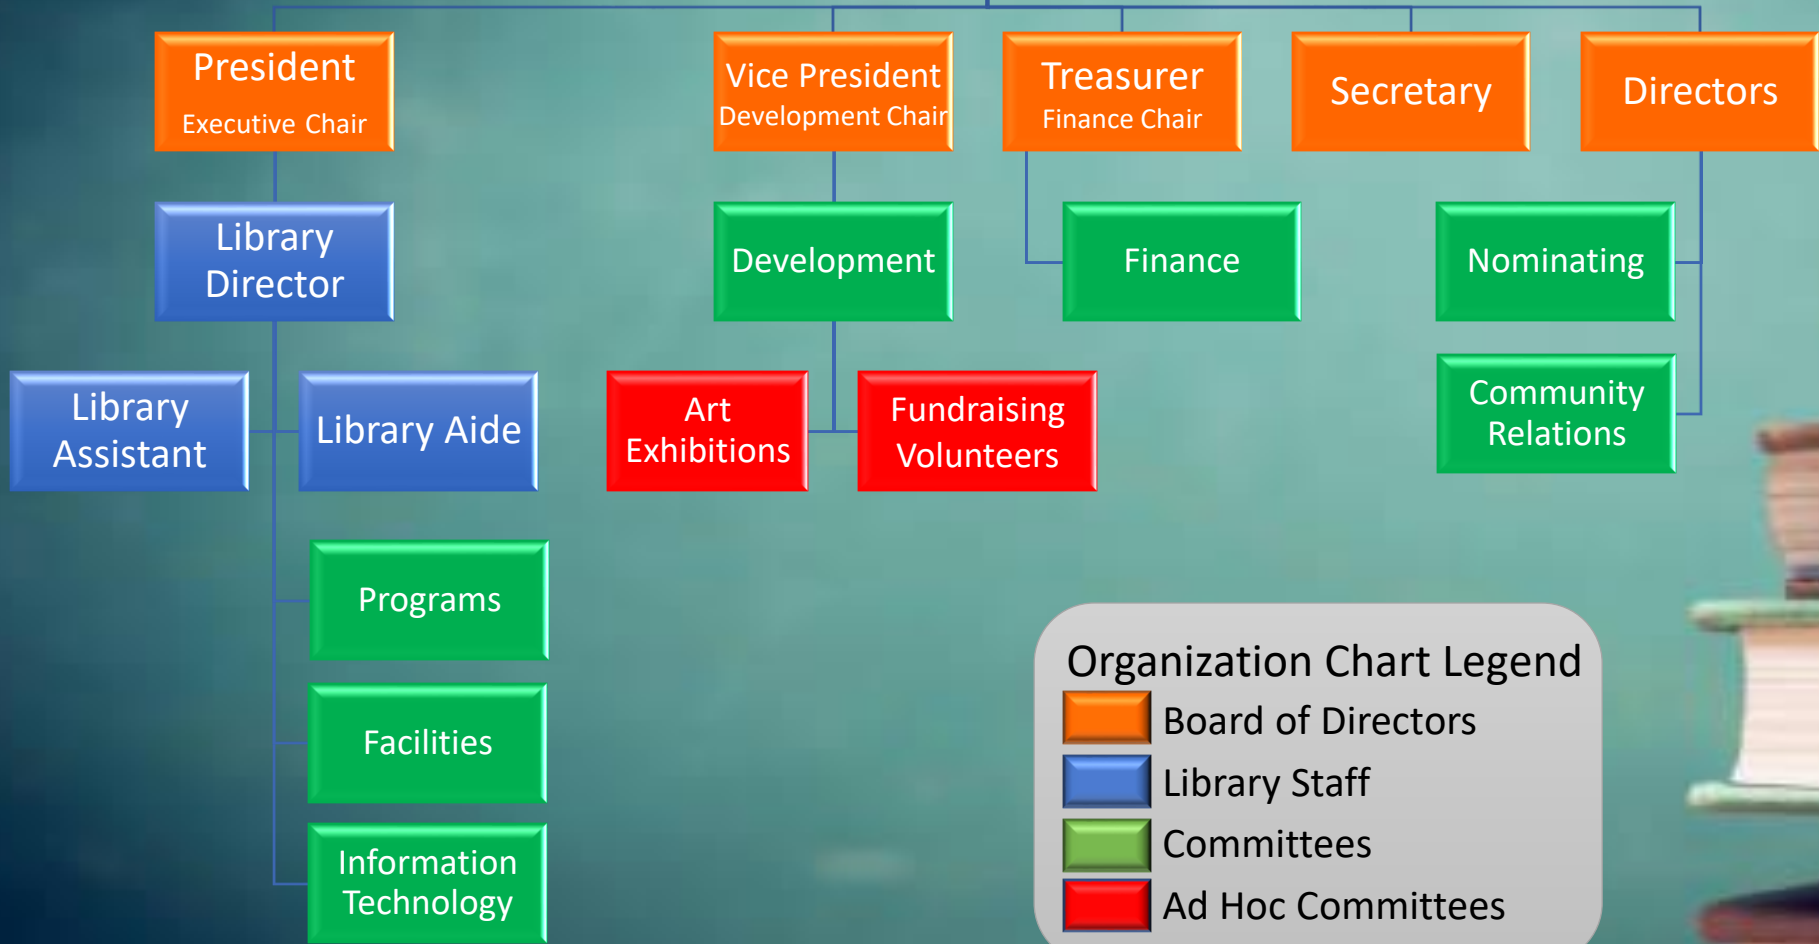 President
Executive Chair
Vice President
Development Chair
Treasurer
Finance Chair
Secretary
Directors
Library
Director
Development
Finance
Nominating
Library
Assistant
Library Aide
Art
Exhibitions
Fundraising
Volunteers
Community
Relations
Programs
Facilities
Information
Technology
Organization Chart Legend
Board of Directors
Library Staff
Committees
Ad Hoc Committees